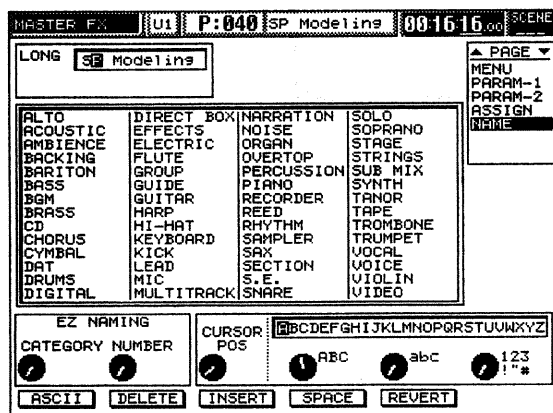 MASTER FX U1 P:040 SP Modeling 00:16:16.00 SCENE
LONG SP Modeling
▲ PAGE ▼
MENU
PARAM-1
PARAM-2
ASSIGN
NAME
ALTO DIRECT BOX NARRATION SOLO
ACOUSTIC EFFECTS NOISE SOPRANO
AMBIENCE ELECTRIC ORGAN STAGE
BACKING FLUTE OVERTOP STRINGS
BARITON GROUP PERCUSSION SUB MIX
BASS GUIDE PIANO SYNTH
BGM GUITAR RECORDER TANOR
BRASS HARP REED TAPE
CD HI-HAT RHYTHM TROMBONE
CHORUS KEYBOARD SAMPLER TRUMPET
CYMBAL KICK SAX VOCAL
DAT LEAD SECTION VOICE
DRUMS MIC S.E. VIOLIN
DIGITAL MULTITRACK SNARE VIDEO
EZ NAMING
CATEGORY NUMBER
CURSOR POS
ABCDEFGHIJKLMNOPQRSTUVWXYZ
ABC abc 123 !"#
ASCII DELETE INSERT SPACE REVERT